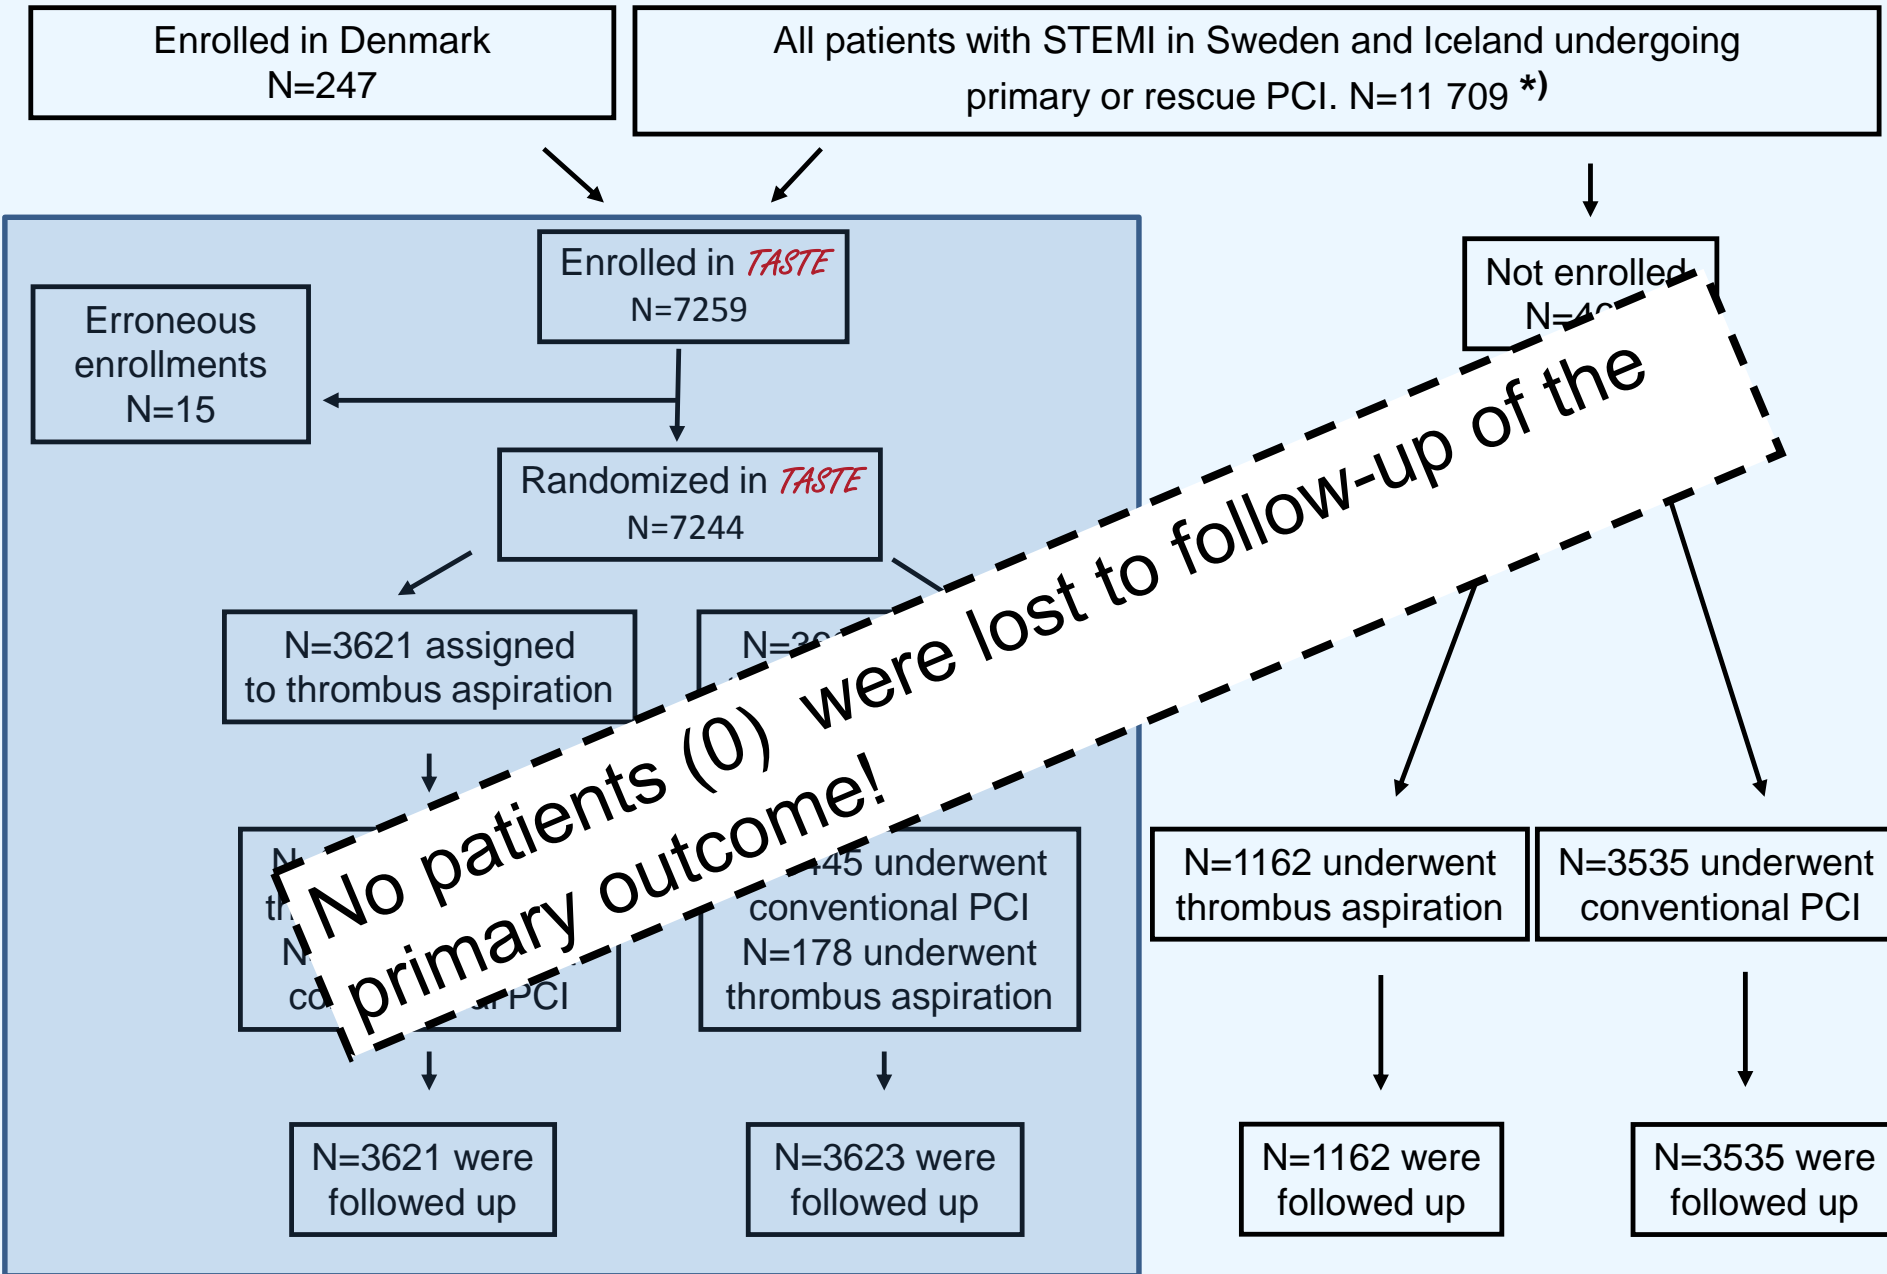 Enrolled in Denmark
N=247
All patients with STEMI in Sweden and Iceland undergoing
primary or rescue PCI. N=11 709 *)
Enrolled in TASTE
N=7259
Not enrolled
Erroneous
enrollments
N=15
Randomized in TASTE
N=7244
N=3621 assigned
to thrombus aspiration
No patients (0) were lost to follow-up of the
primary outcome!
underwent
conventional PCI
N=178 underwent
thrombus aspiration
PCI
N=1162 underwent
thrombus aspiration
N=3535 underwent
conventional PCI
N=3621 were
followed up
N=3623 were
followed up
N=1162 were
followed up
N=3535 were
followed up